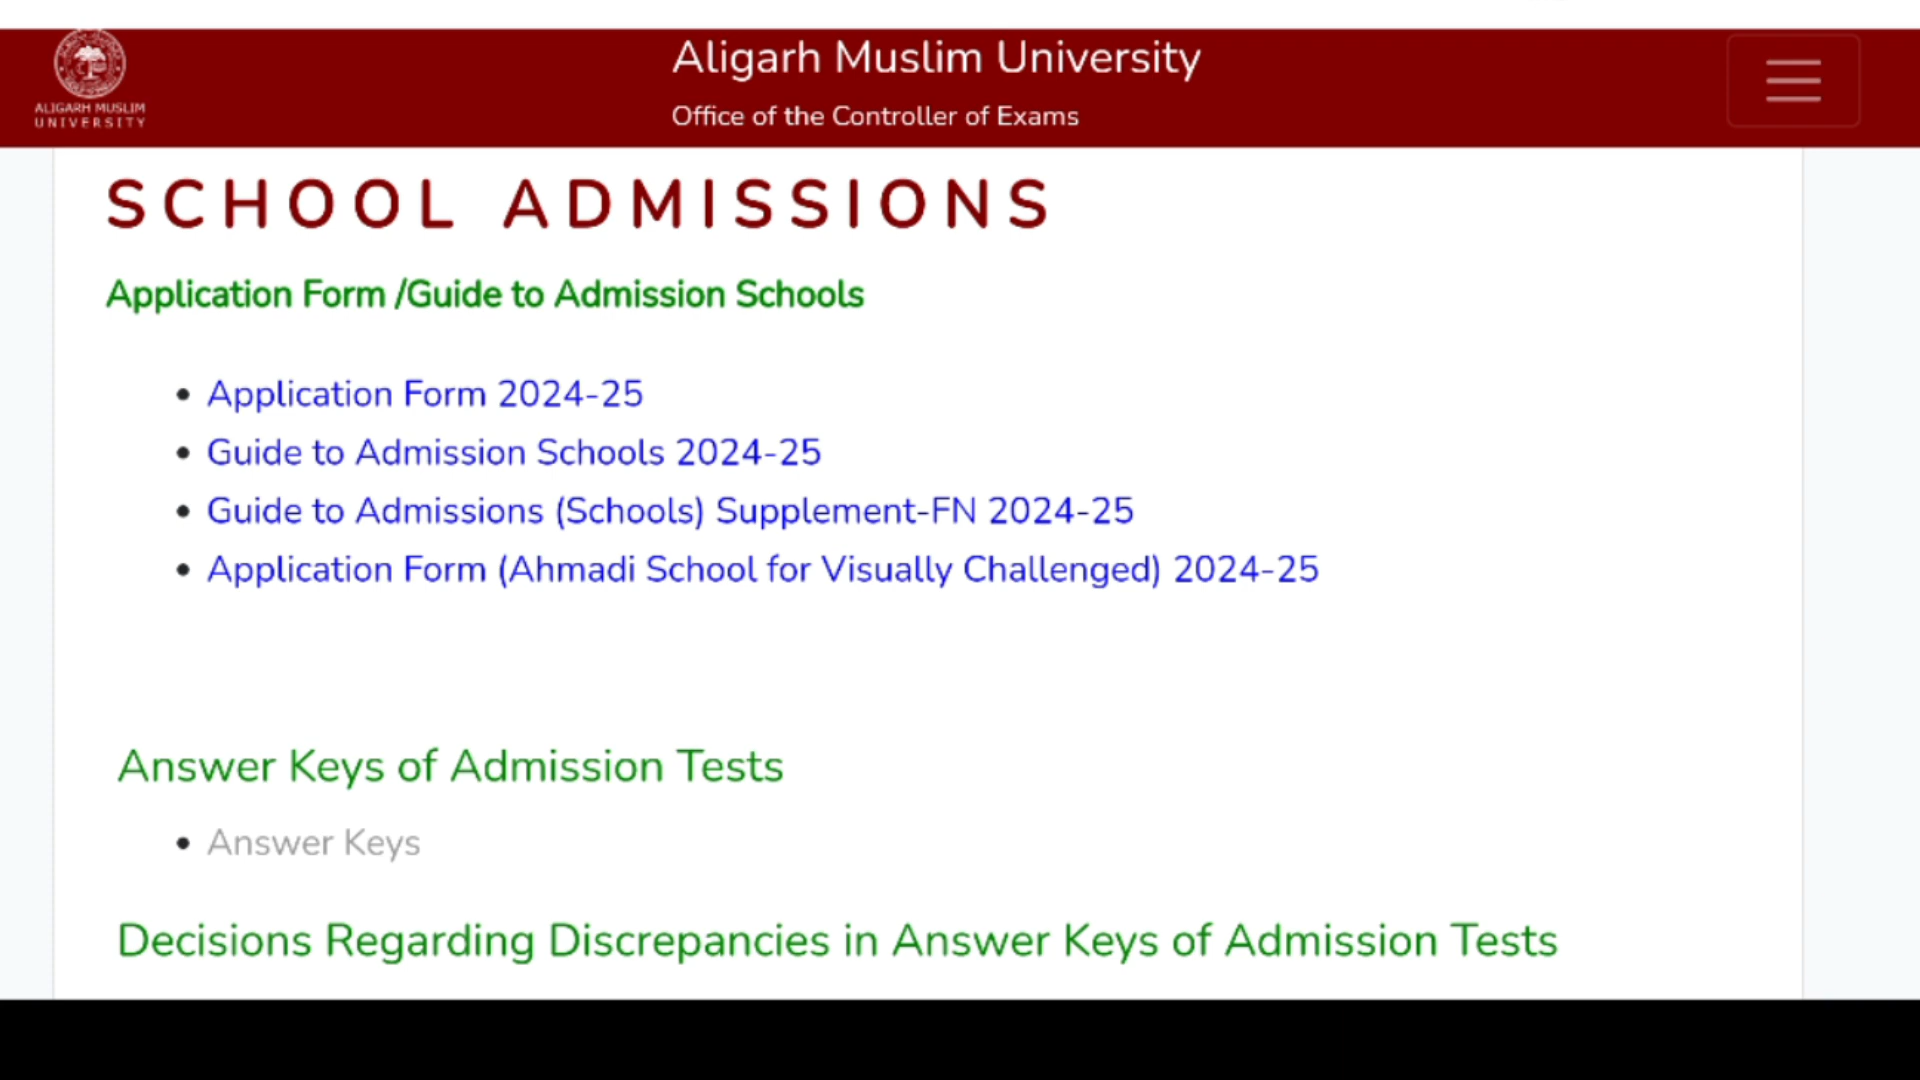 ALIGARH MUSLIM
UNIVERSITY
Aligarh Muslim University
Office of the Controller of Exams
SCHOOL ADMISSIONS
Application Form /Guide to Admission Schools
Application Form 2024-25
Guide to Admission Schools 2024-25
Guide to Admissions (Schools) Supplement-FN 2024-25
Application Form (Ahmadi School for Visually Challenged) 2024-25
Answer Keys of Admission Tests
Answer Keys
Decisions Regarding Discrepancies in Answer Keys of Admission Tests